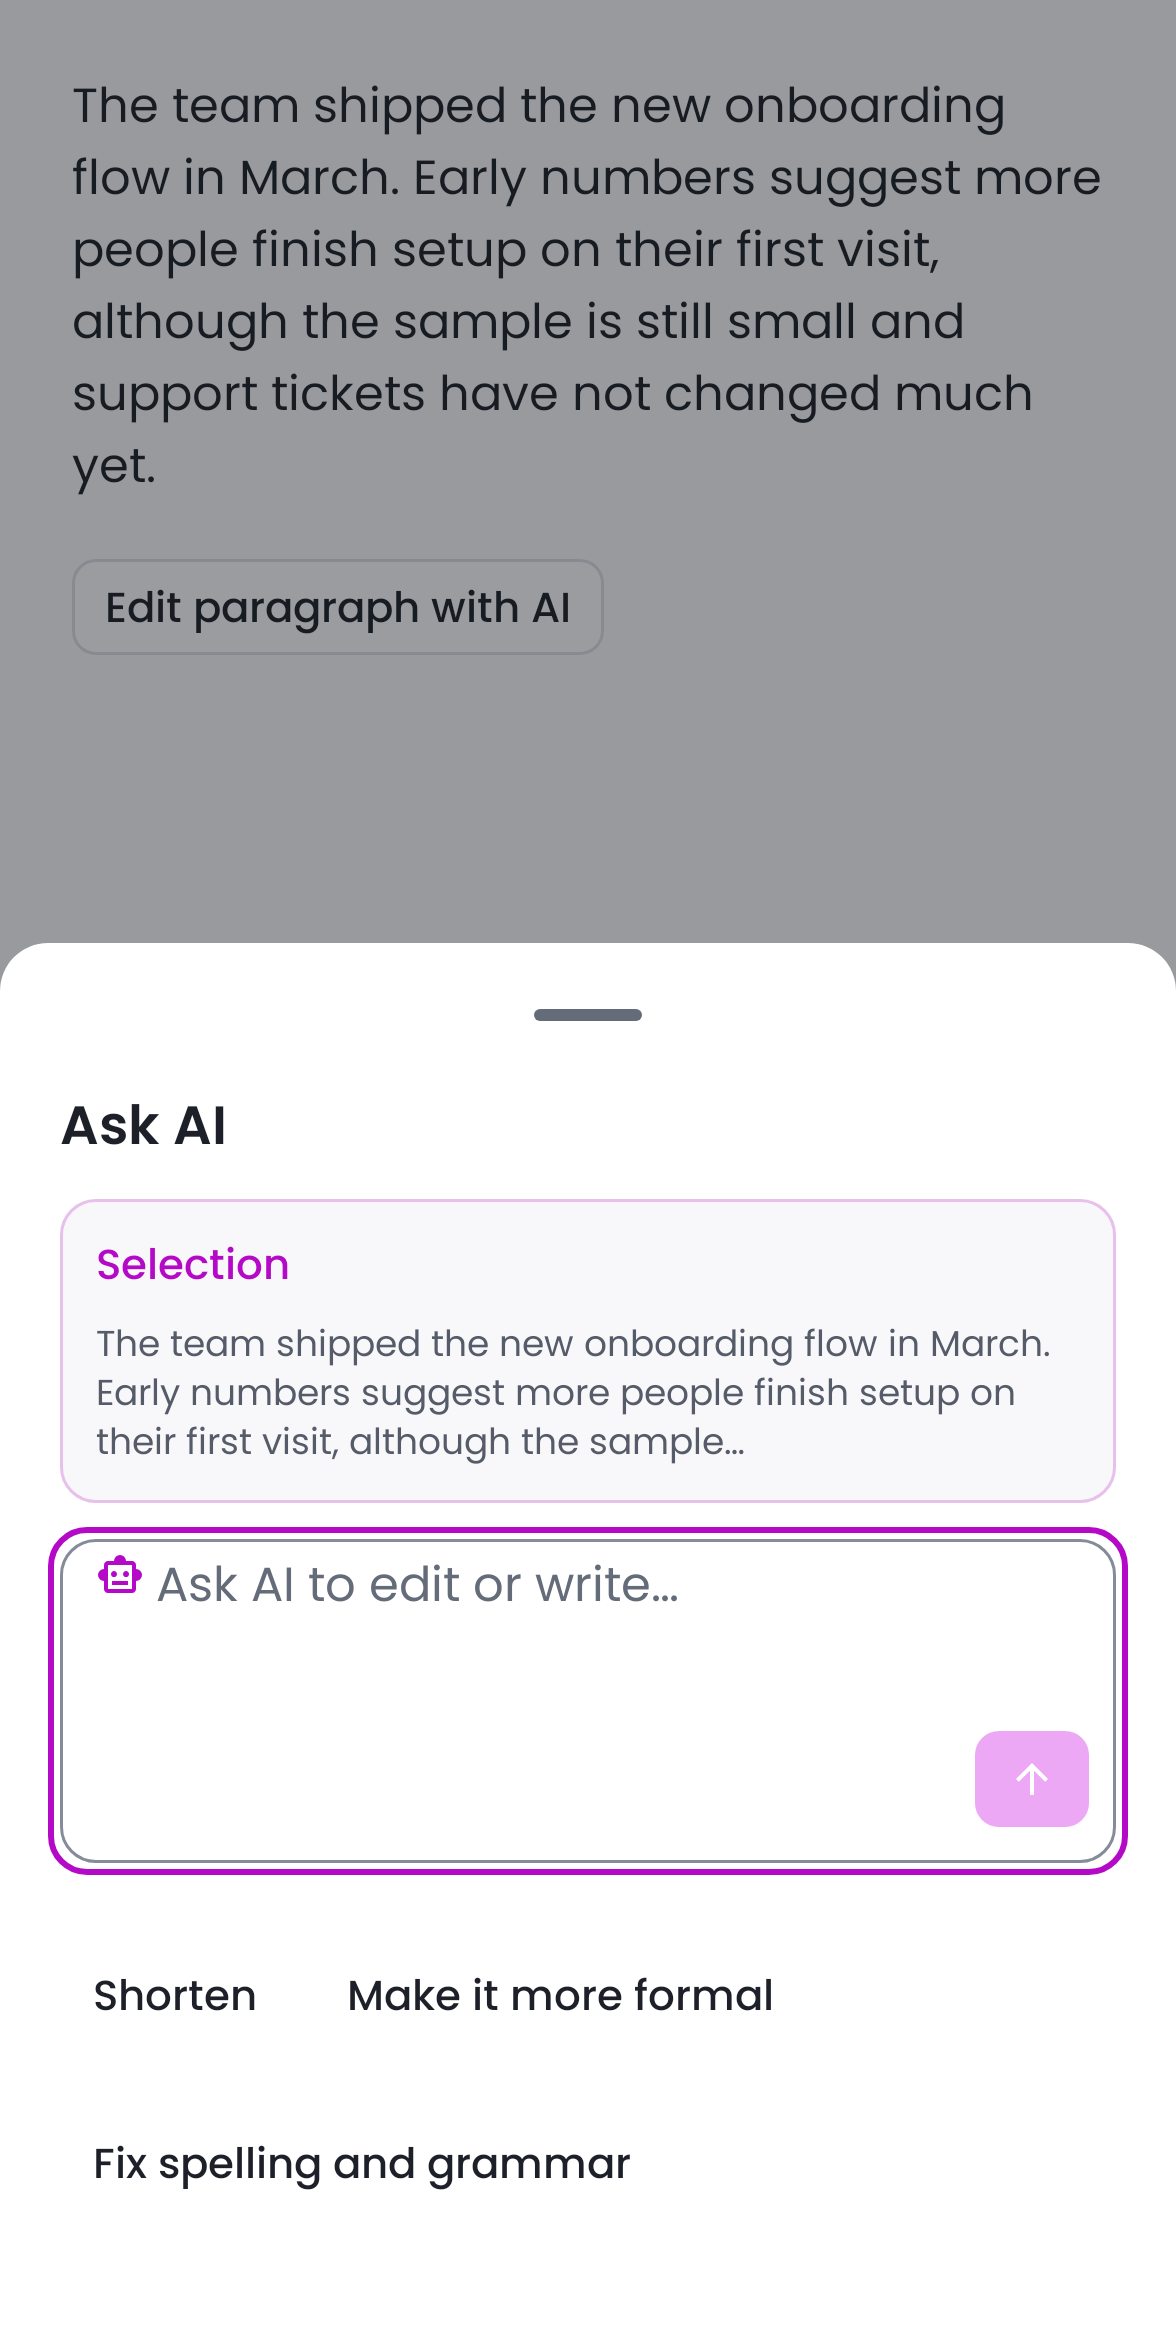 The team shipped the new onboarding
flow in March. Early numbers suggest more
people finish setup on their first visit,
although the sample is still small and
support tickets have not changed much
yet.
Edit paragraph with AI
Ask AI
Selection
The team shipped the new onboarding flow in March.
Early numbers suggest more people finish setup on
their first visit, although the sample…
Ask AI to edit or write…
Shorten
Make it more formal
Fix spelling and grammar